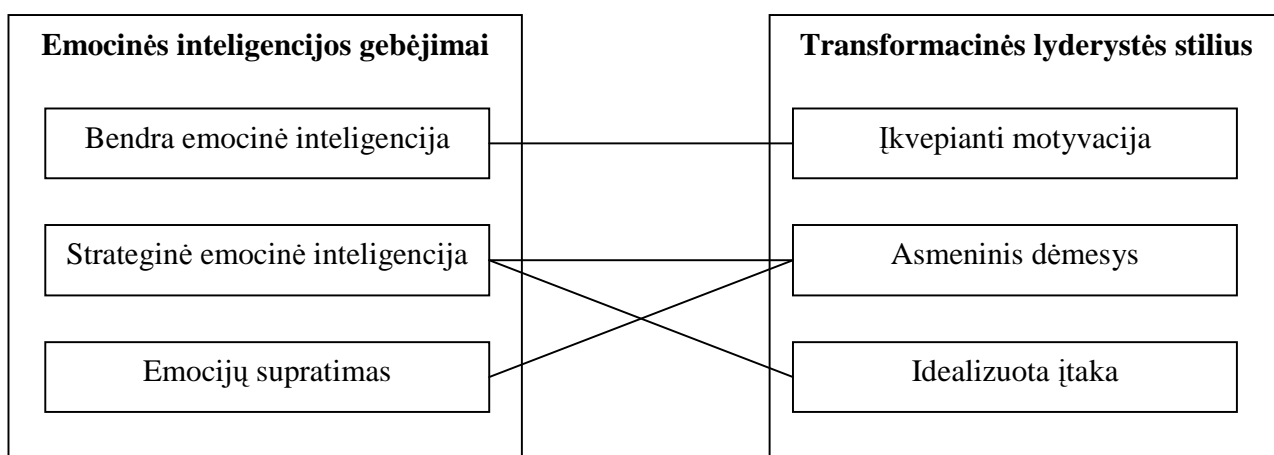 Emocinės inteligencijos gebėjimai
Bendra emocinė inteligencija
Strateginė emocinė inteligencija
Emocijų supratimas
Transformacinės lyderystės stilius
Įkvepianti motyvacija
Asmeninis dėmesys
Idealizuota įtaka